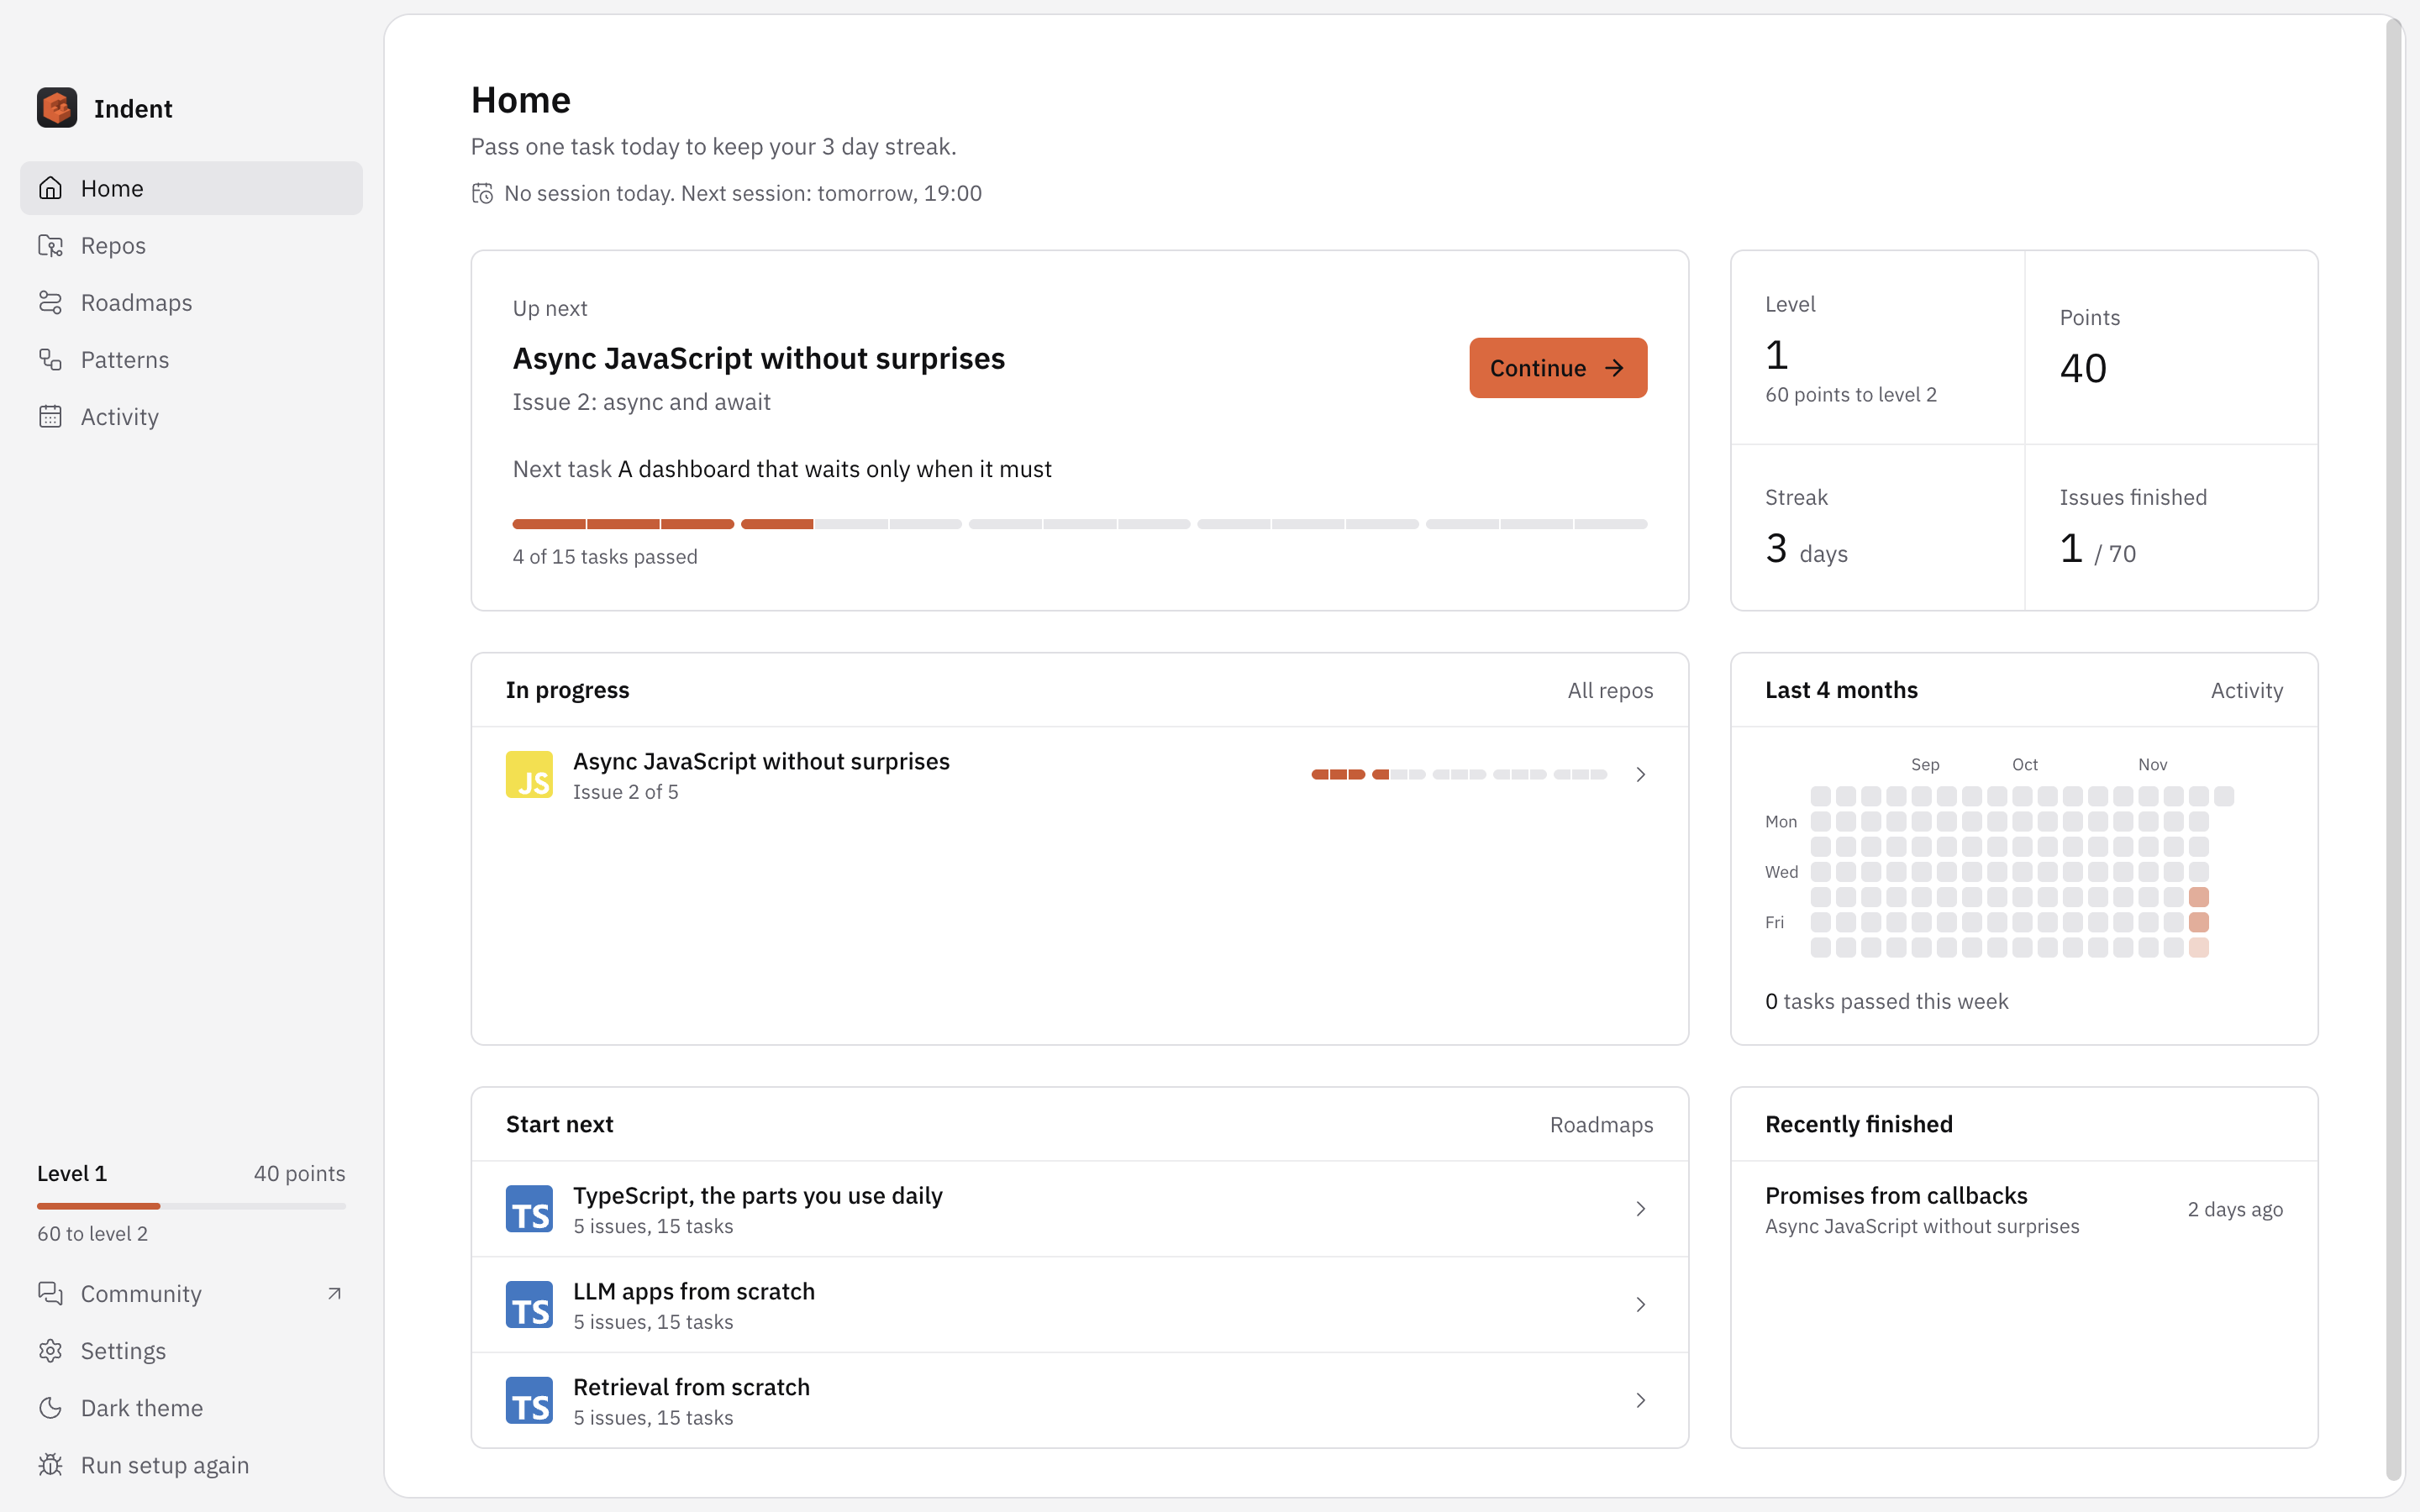 Indent
Home
Repos
Roadmaps
Patterns
Activity
Level 1
40 points
60 to level 2
Community
Settings
Dark theme
Run setup again
Home
Pass one task today to keep your 3 day streak.
No session today. Next session: tomorrow, 19:00
Up next
Async JavaScript without surprises
Issue 2: async and await
Continue
Next task A dashboard that waits only when it must
4 of 15 tasks passed
Level
1
60 points to level 2
Points
40
Streak
3 days
Issues finished
1 / 70
In progress
All repos
JS
Async JavaScript without surprises
Issue 2 of 5
Last 4 months
Activity
Sep Oct Nov
Mon
Wed
Fri
0 tasks passed this week
Start next
Roadmaps
TS
TypeScript, the parts you use daily
5 issues, 15 tasks
TS
LLM apps from scratch
5 issues, 15 tasks
TS
Retrieval from scratch
5 issues, 15 tasks
Recently finished
Promises from callbacks
Async JavaScript without surprises
2 days ago